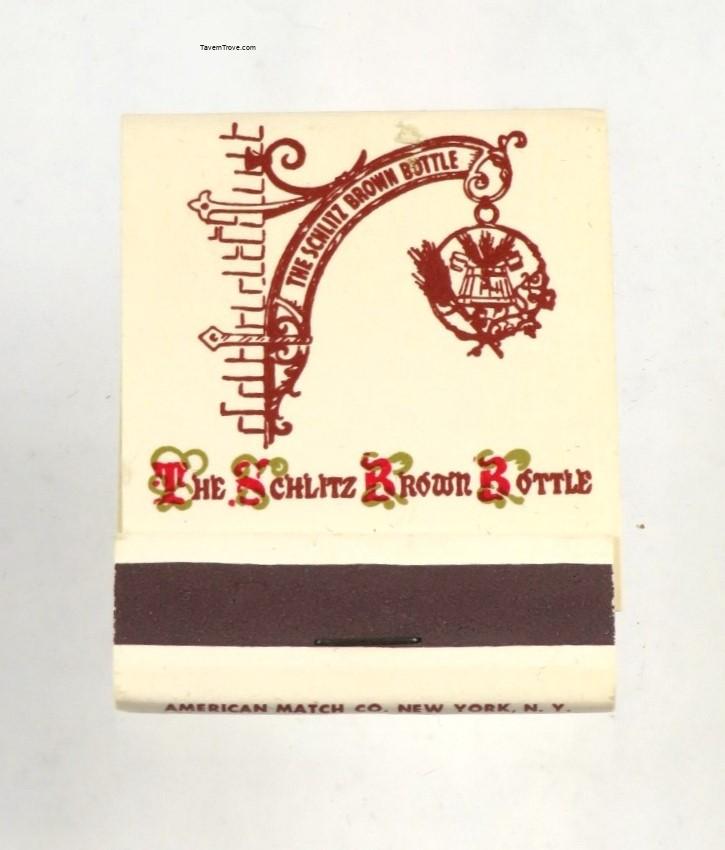 TavernTrove.com
THE SCHLITZ BROWN BOTTLE
The Schlitz Brown Bottle
AMERICAN MATCH CO. NEW YORK, N. Y.